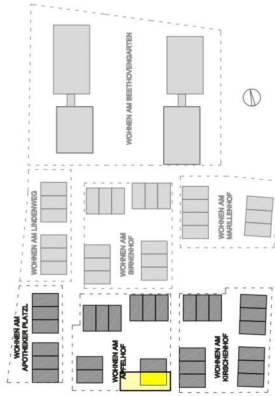 WOHNEN AM BEETHOVENGARTEN
WOHNEN AM LINDENWEG
WOHNEN AM
BIRNENHOF
WOHNEN AM
MARILLENHOF
WOHNEN AM
APOTHEKER PLATZL
WOHNEN AM
APFELHOF
WOHNEN AM
KIRSCHENHOF